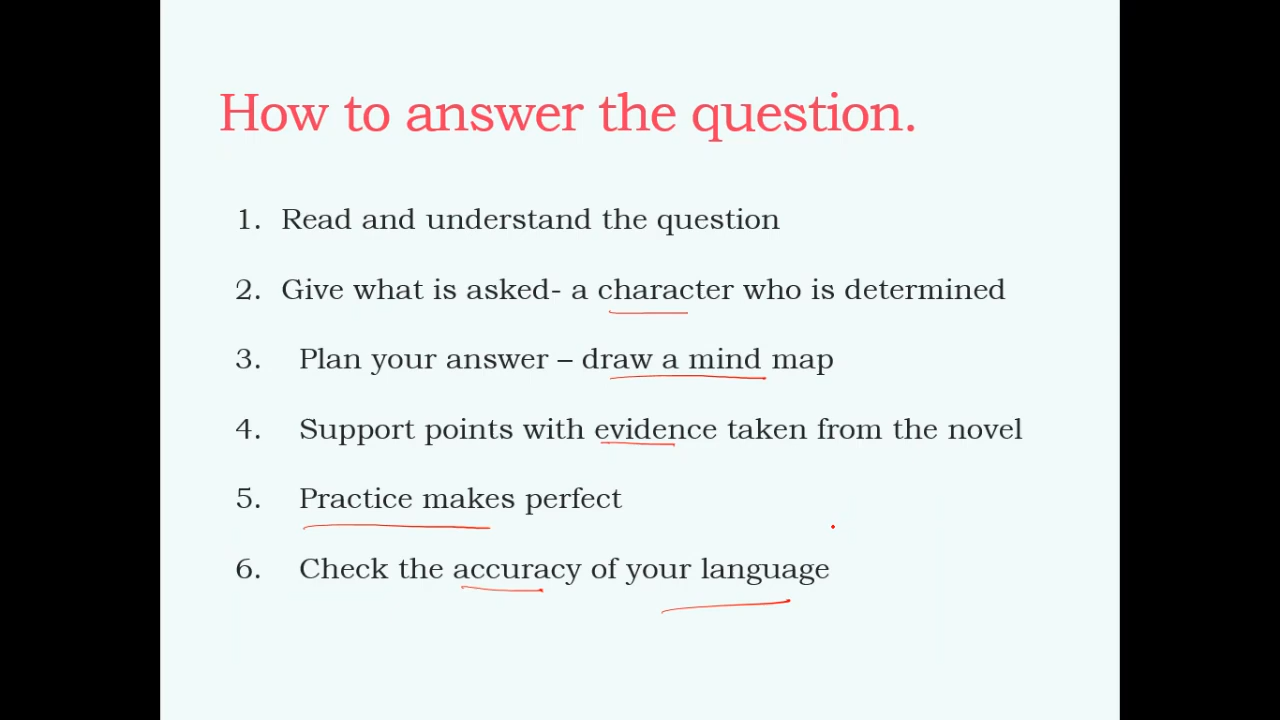 How to answer the question.
1. Read and understand the question
2. Give what is asked- a character who is determined
3. Plan your answer – draw a mind map
4. Support points with evidence taken from the novel
5. Practice makes perfect
6. Check the accuracy of your language